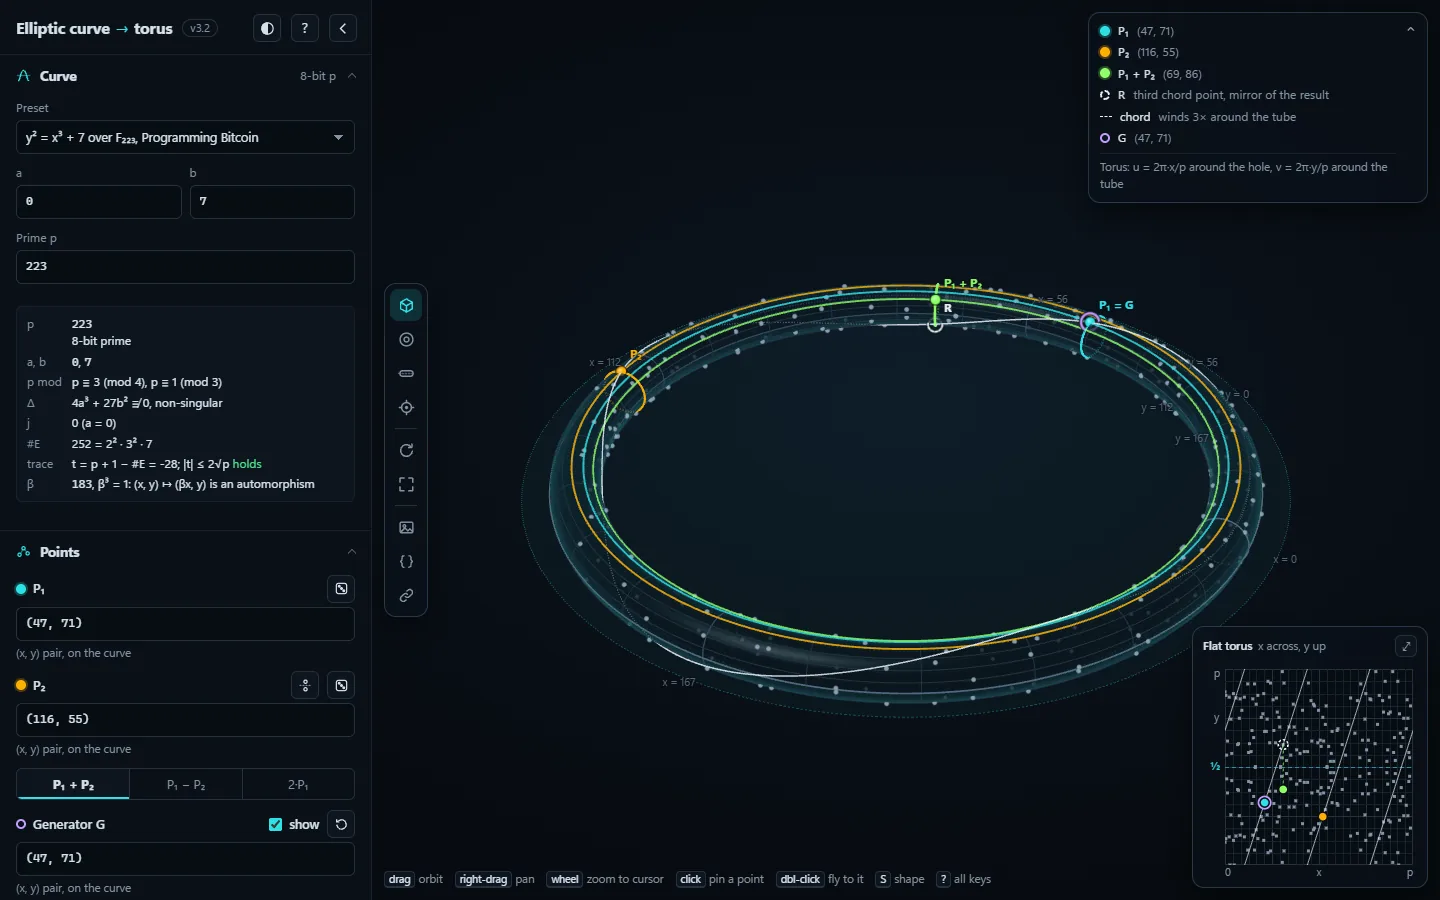 Elliptic curve → torus v3.2
?
Curve 8-bit p
Preset
y² = x³ + 7 over F₂₂₃, Programming Bitcoin
a b
0 7
Prime p
223
p 223
8-bit prime
a, b 0, 7
p mod p ≡ 3 (mod 4), p ≡ 1 (mod 3)
Δ 4a³ + 27b² ≢ 0, non-singular
j 0 (a = 0)
#E 252 = 2² · 3² · 7
trace t = p + 1 − #E = -28; |t| ≤ 2√p holds
β 183, β³ = 1: (x, y) ↦ (βx, y) is an automorphism
Points
P₁
(47, 71)
(x, y) pair, on the curve
P₂
(116, 55)
(x, y) pair, on the curve
P₁ + P₂ P₁ − P₂ 2·P₁
Generator G show
(47, 71)
(x, y) pair, on the curve
P₁ (47, 71)
P₂ (116, 55)
P₁ + P₂ (69, 86)
R third chord point, mirror of the result
chord winds 3× around the tube
G (47, 71)
Torus: u = 2π·x/p around the hole, v = 2π·y/p around the
tube
P₁ + P₂
R
x = 56
P₁ = G
x = 112
P₂
y = 56
y = 0
y = 112
y = 167
x = 0
x = 167
Flat torus x across, y up
p
y
½
0 x p
drag orbit right-drag pan wheel zoom to cursor click pin a point dbl-click fly to it S shape ? all keys